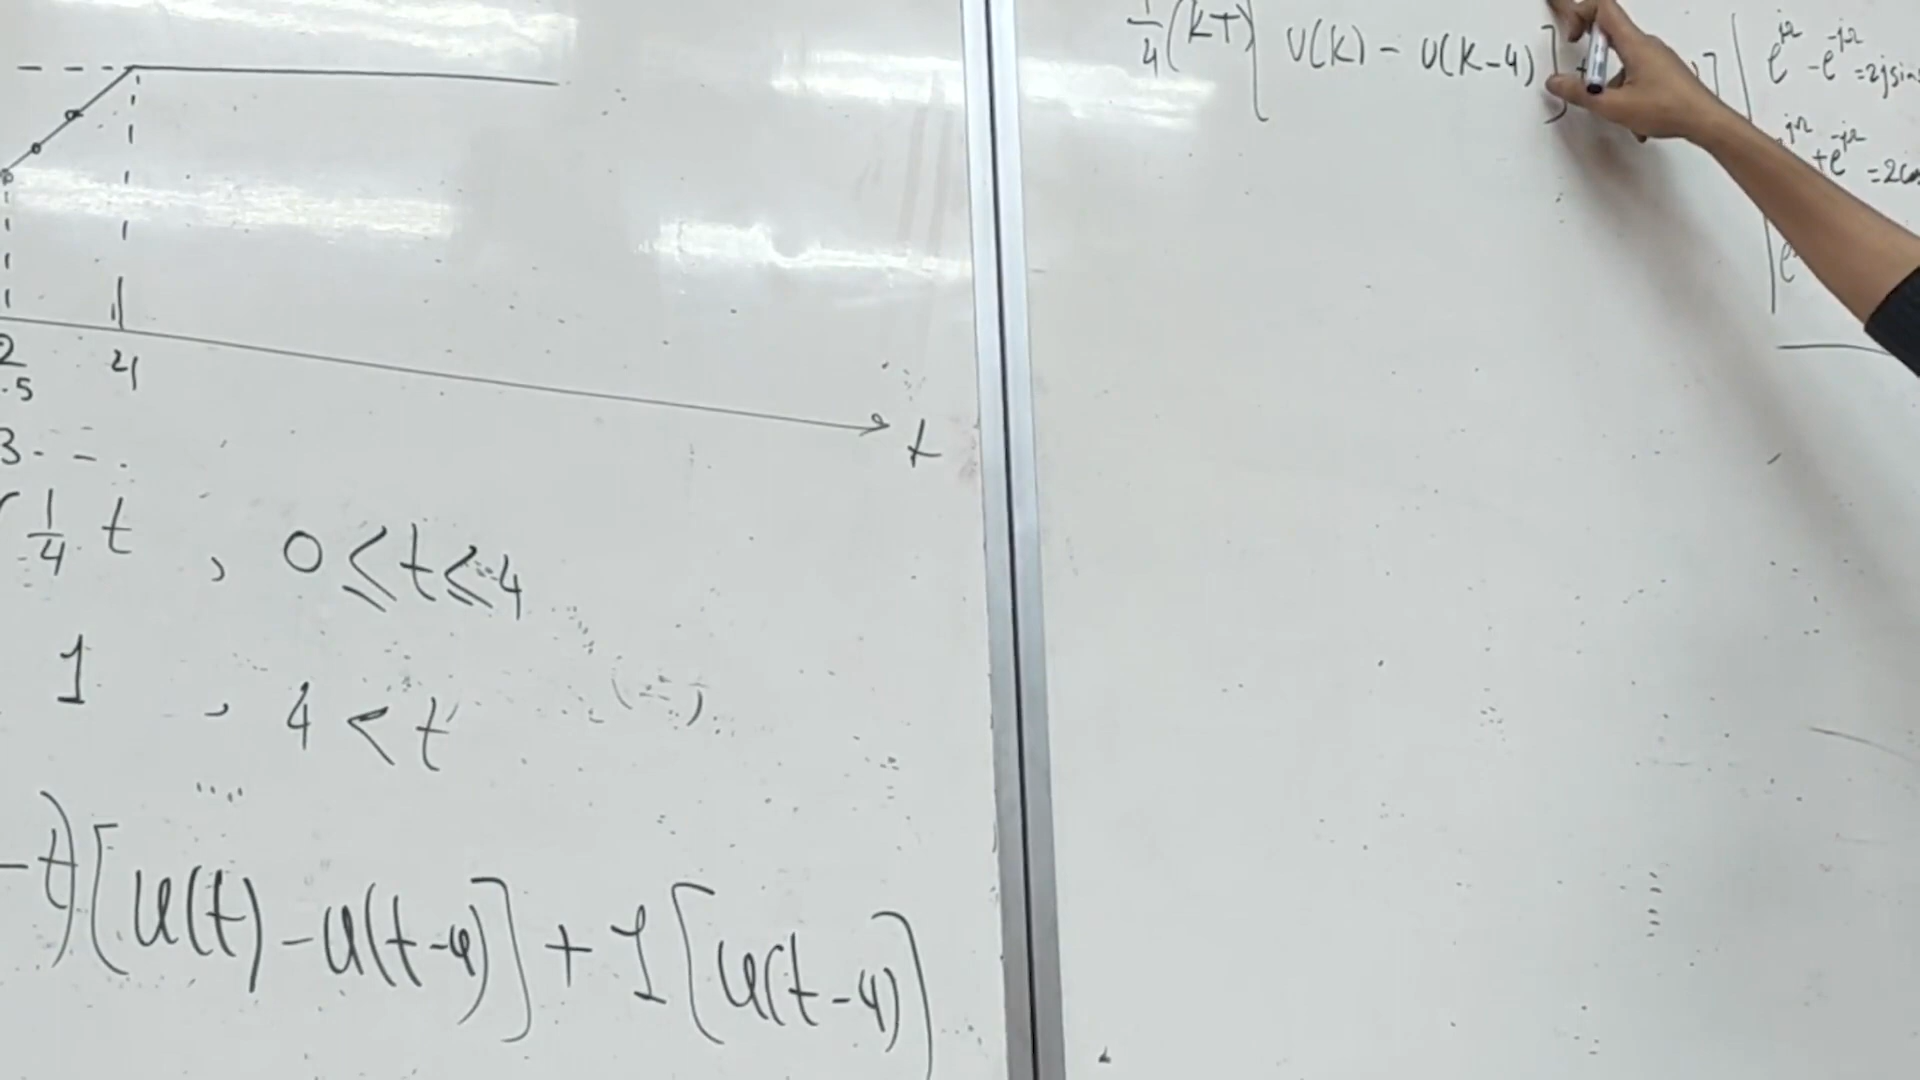 2 4
.5
t
3 - - .
1/4 t , 0 ≤ t ≤ 4
1 , 4 < t
- t) [u(t) - u(t-4)] + 1 [u(t-4)]
1/4 (kT) [U(k) - U(k-4)] +
e^jΩ - e^-jΩ = 2j sin
jΩ + e^-jΩ = 2 cos